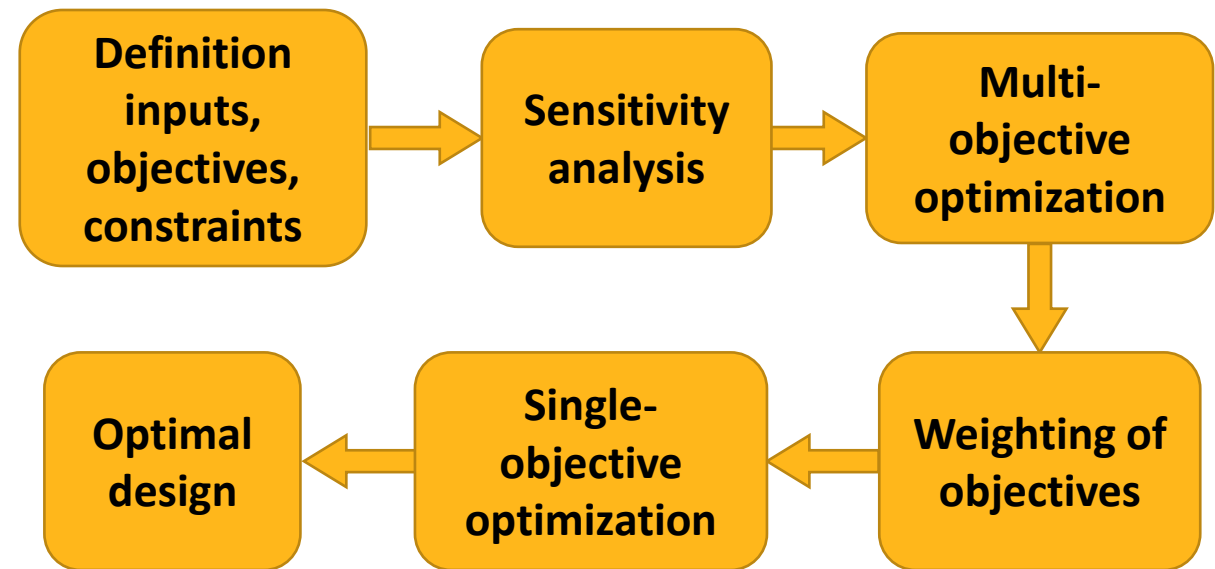 Definition
inputs,
objectives,
constraints
Sensitivity
analysis
Multi-
objective
optimization
Weighting of
objectives
Single-
objective
optimization
Optimal
design